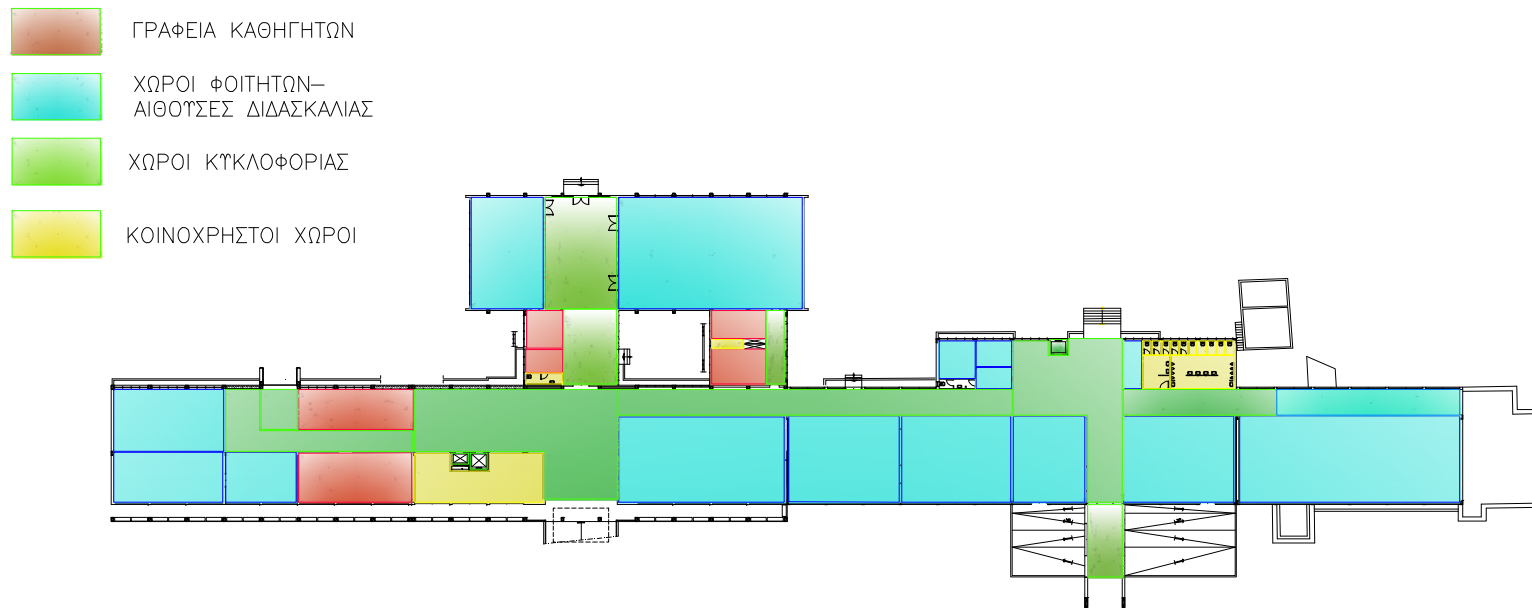 ΓΡΑΦΕΙΑ ΚΑΘΗΓΗΤΩΝ
ΧΩΡΟΙ ΦΟΙΤΗΤΩΝ–
ΑΙΘΟΥΣΕΣ ΔΙΔΑΣΚΑΛΙΑΣ
ΧΩΡΟΙ ΚΥΚΛΟΦΟΡΙΑΣ
ΚΟΙΝΟΧΡΗΣΤΟΙ ΧΩΡΟΙ